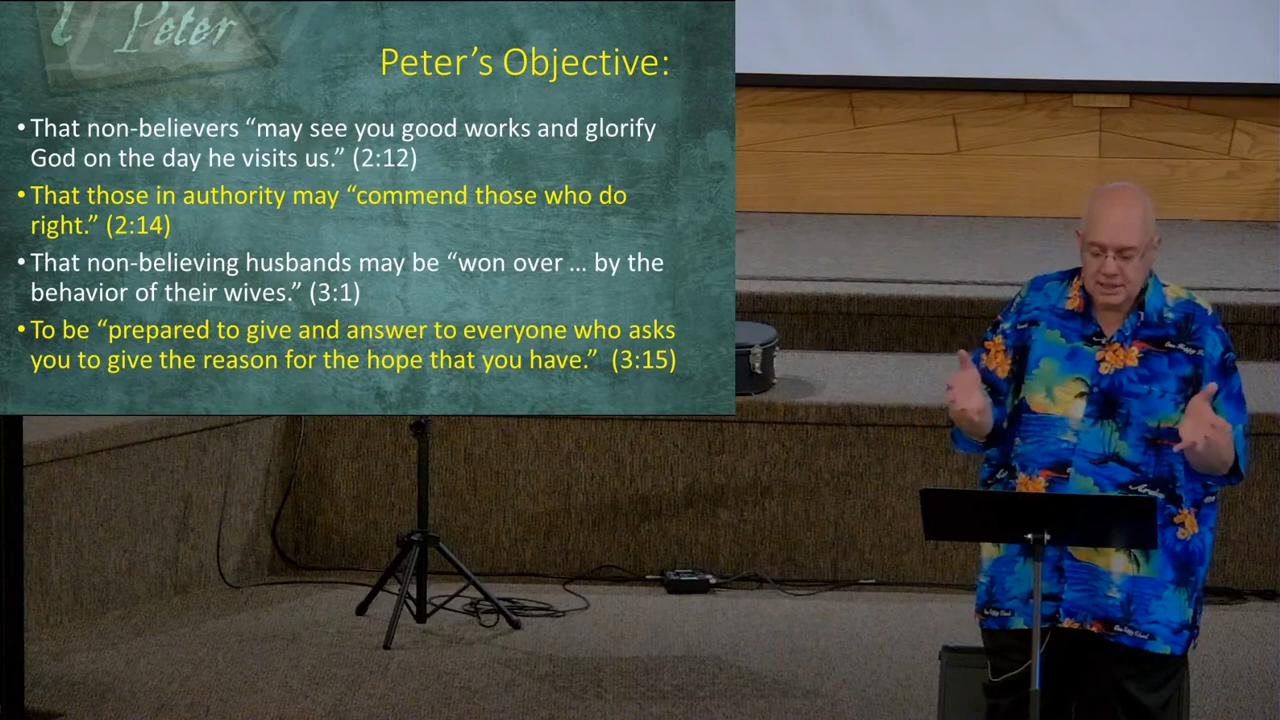 1 Peter
Peter’s Objective:
• That non-believers “may see you good works and glorify
God on the day he visits us.” (2:12)
• That those in authority may “commend those who do
right.” (2:14)
• That non-believing husbands may be “won over ... by the
behavior of their wives.” (3:1)
• To be “prepared to give and answer to everyone who asks
you to give the reason for the hope that you have.”  (3:15)